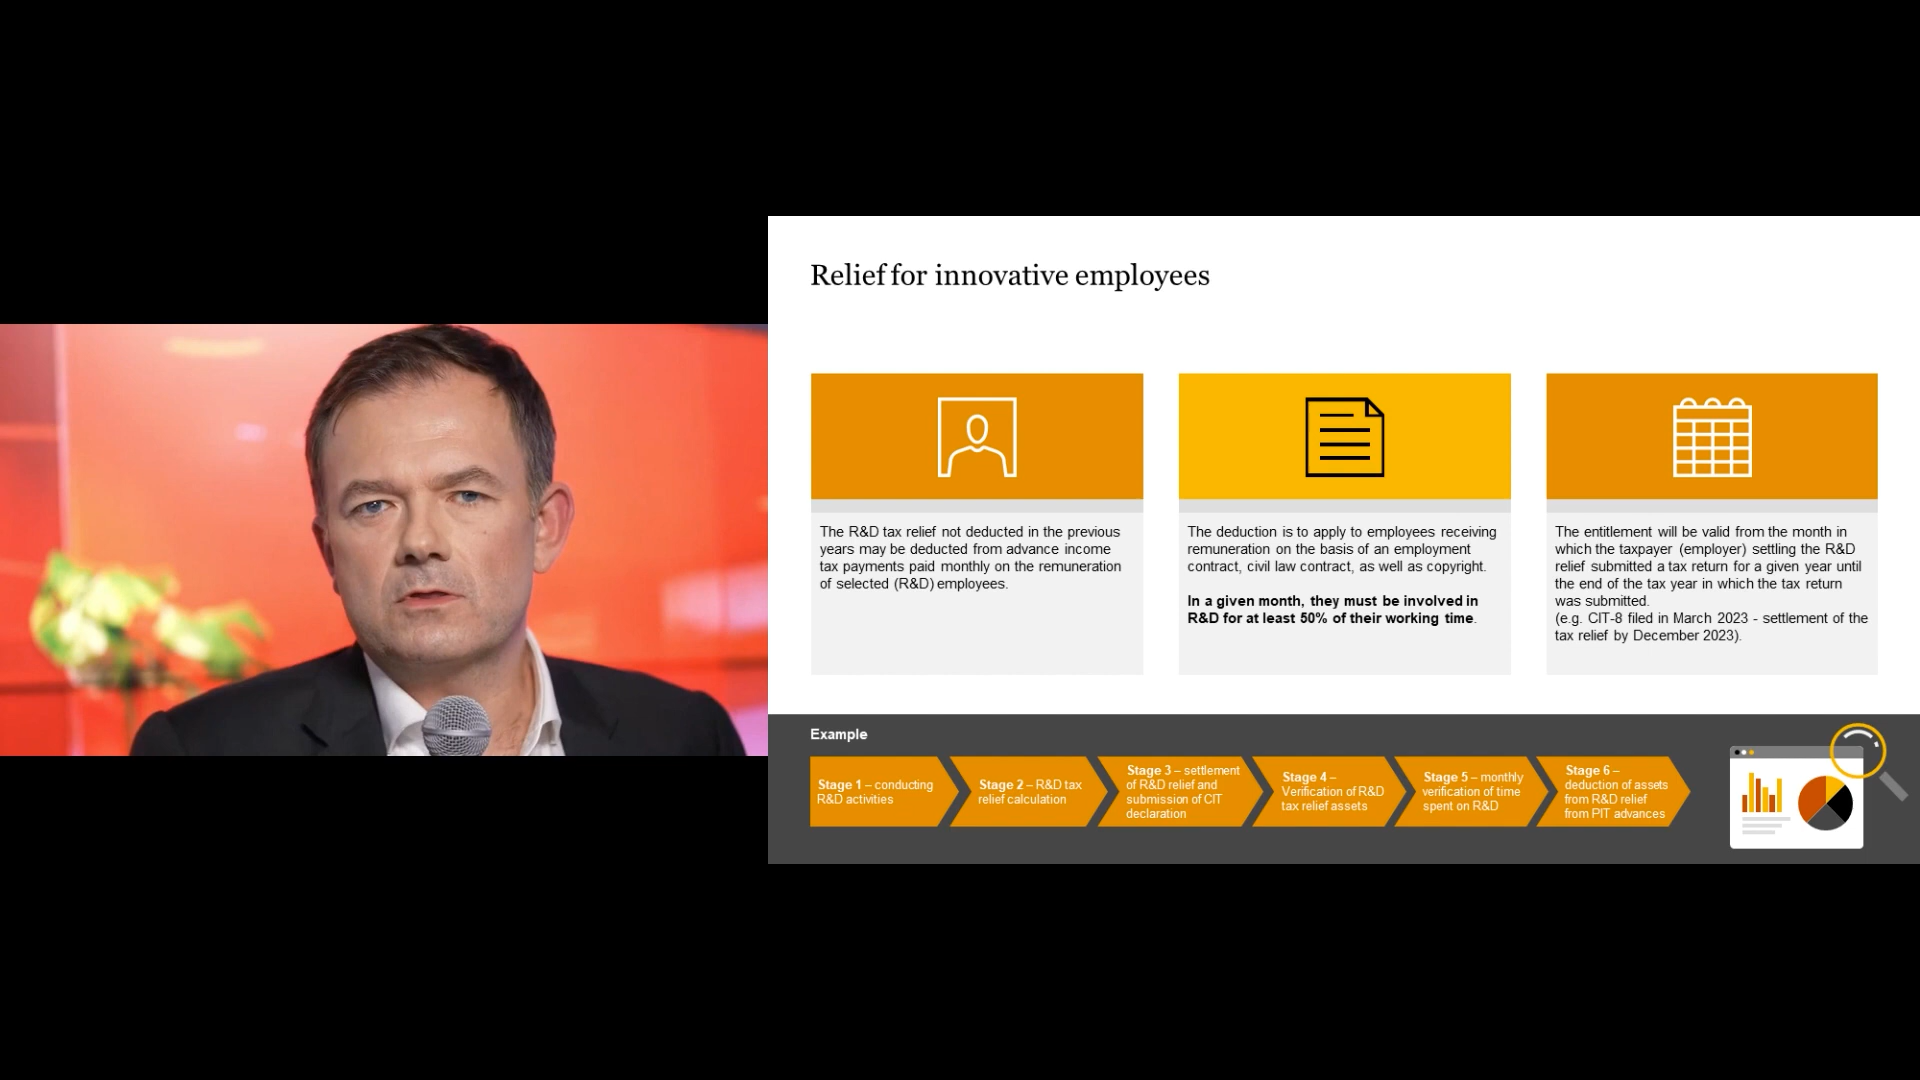 Relief for innovative employees
The R&D tax relief not deducted in the previous
years may be deducted from advance income
tax payments paid monthly on the remuneration
of selected (R&D) employees.
The deduction is to apply to employees receiving
remuneration on the basis of an employment
contract, civil law contract, as well as copyright.
In a given month, they must be involved in
R&D for at least 50% of their working time.
The entitlement will be valid from the month in
which the taxpayer (employer) settling the R&D
relief submitted a tax return for a given year until
the end of the tax year in which the tax return
was submitted.
(e.g. CIT-8 filed in March 2023 - settlement of the
tax relief by December 2023).
Example
Stage 1 – conducting
R&D activities
Stage 2 – R&D tax
relief calculation
Stage 3 – settlement
of R&D relief and
submission of CIT
declaration
Stage 4 –
Verification of R&D
tax relief assets
Stage 5 – monthly
verification of time
spent on R&D
Stage 6 –
deduction of assets
from R&D relief
from PIT advances